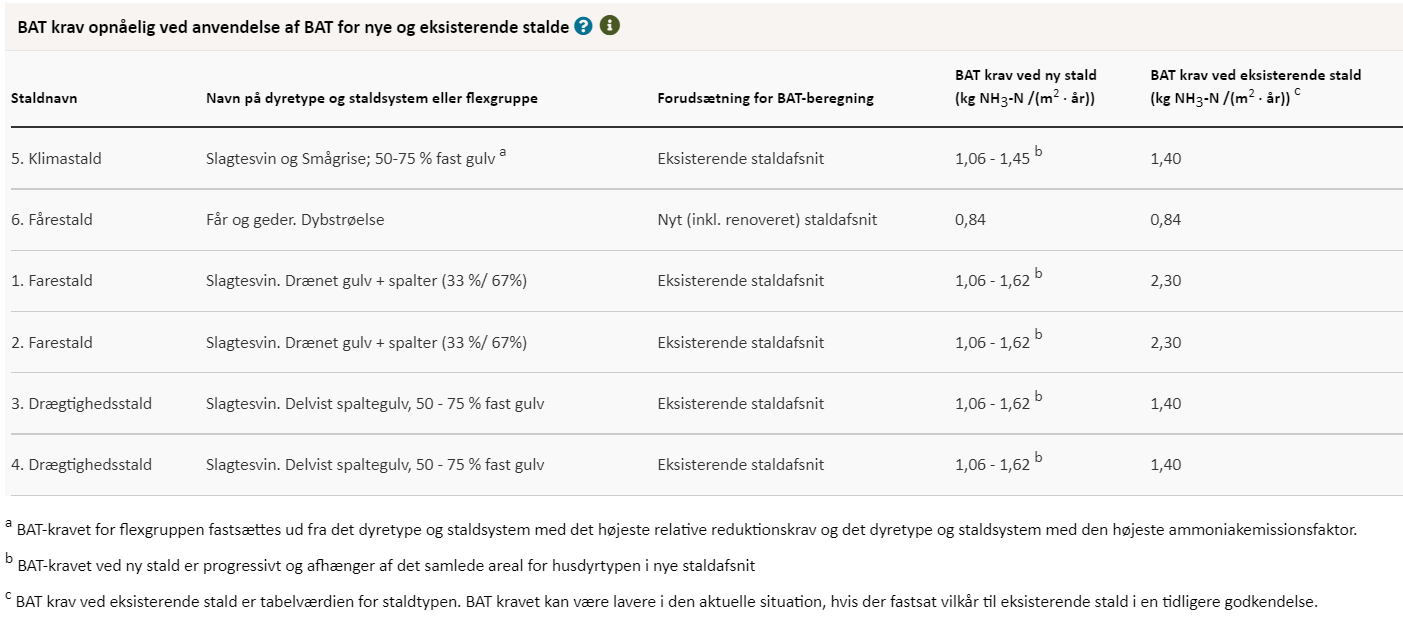 BAT krav opnåelig ved anvendelse af BAT for nye og eksisterende stalde ? i
Staldnavn Navn på dyretype og staldsystem eller flexgruppe Forudsætning for BAT-beregning BAT krav ved ny stald (kg NH3-N /(m² · år)) BAT krav ved eksisterende stald (kg NH3-N /(m² · år)) c
5. Klimastald Slagtesvin og Smågrise; 50-75 % fast gulv a Eksisterende staldafsnit 1,06 - 1,45 b 1,40
6. Fårestald Får og geder. Dybstrøelse Nyt (inkl. renoveret) staldafsnit 0,84 0,84
1. Farestald Slagtesvin. Drænet gulv + spalter (33 %/ 67%) Eksisterende staldafsnit 1,06 - 1,62 b 2,30
2. Farestald Slagtesvin. Drænet gulv + spalter (33 %/ 67%) Eksisterende staldafsnit 1,06 - 1,62 b 2,30
3. Drægtighedsstald Slagtesvin. Delvist spaltegulv, 50 - 75 % fast gulv Eksisterende staldafsnit 1,06 - 1,62 b 1,40
4. Drægtighedsstald Slagtesvin. Delvist spaltegulv, 50 - 75 % fast gulv Eksisterende staldafsnit 1,06 - 1,62 b 1,40
a BAT-kravet for flexgruppen fastsættes ud fra det dyretype og staldsystem med det højeste relative reduktionskrav og det dyretype og staldsystem med den højeste ammoniakemissionsfaktor.
b BAT-kravet ved ny stald er progressivt og afhænger af det samlede areal for husdyrtypen i nye staldafsnit
c BAT krav ved eksisterende stald er tabelværdien for staldtypen. BAT kravet kan være lavere i den aktuelle situation, hvis der fastsat vilkår til eksisterende stald i en tidligere godkendelse.